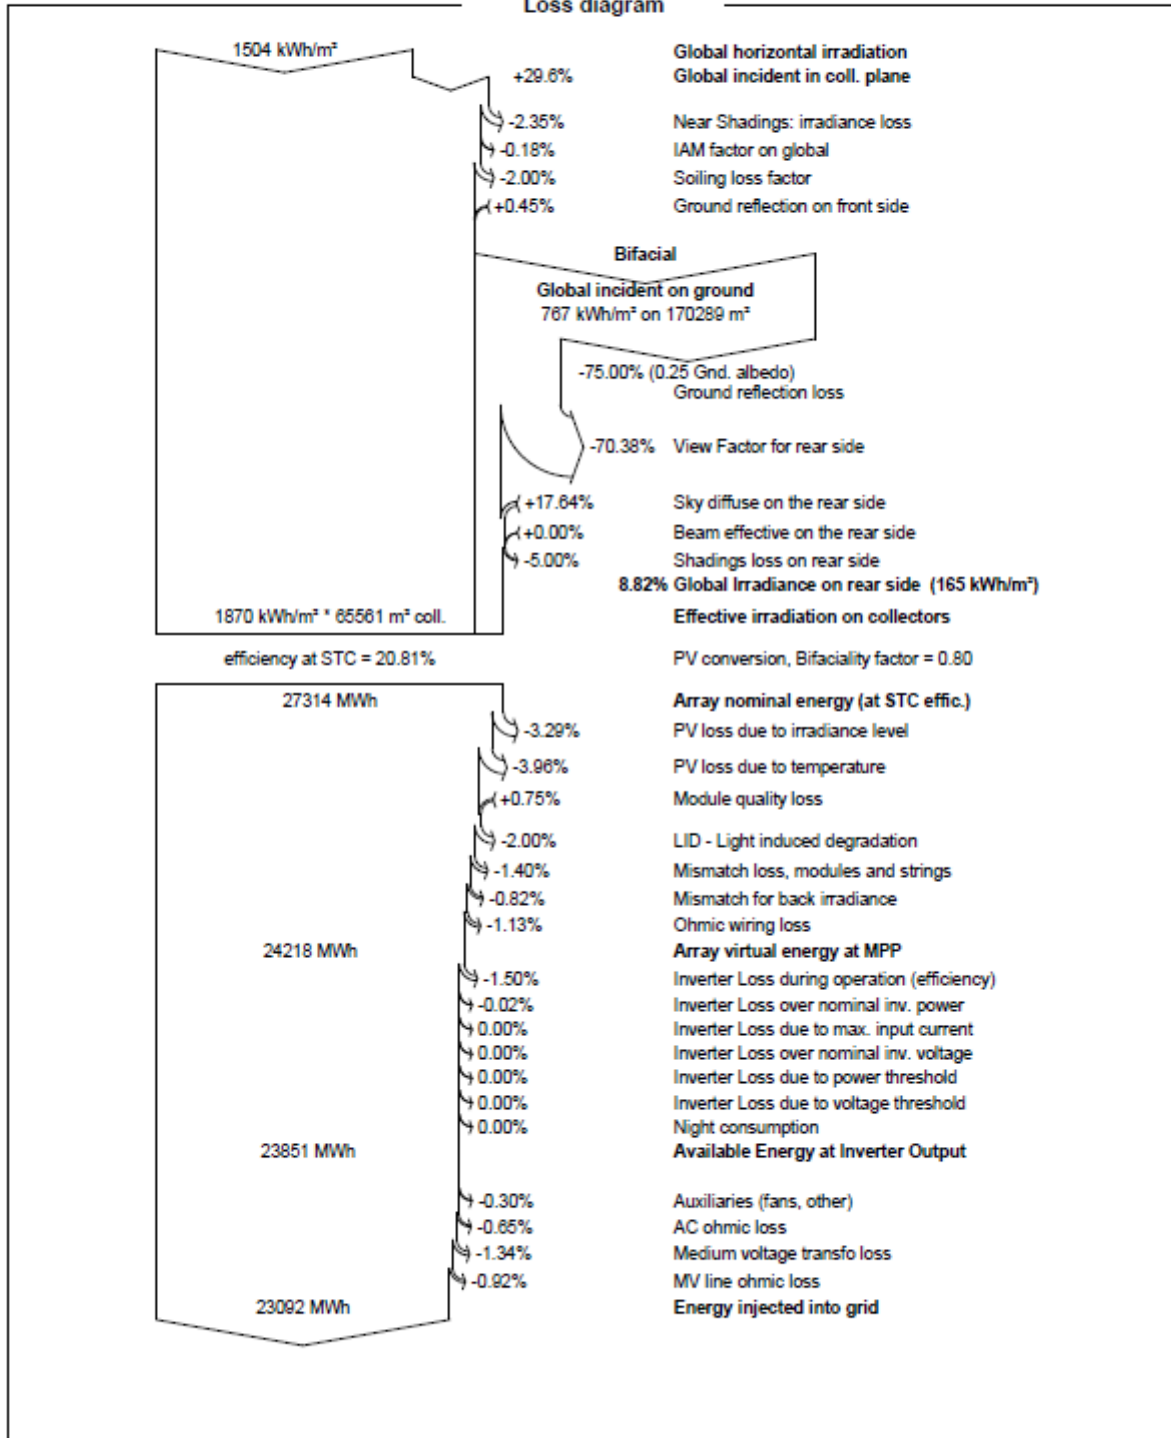 Loss diagram
1504 kWh/m² Global horizontal irradiation
+29.6% Global incident in coll. plane
-2.35% Near Shadings: irradiance loss
-0.18% IAM factor on global
-2.00% Soiling loss factor
+0.45% Ground reflection on front side
Bifacial
Global incident on ground
767 kWh/m² on 170289 m²
-75.00% (0.25 Gnd. albedo)
Ground reflection loss
-70.38% View Factor for rear side
+17.64% Sky diffuse on the rear side
+0.00% Beam effective on the rear side
-5.00% Shadings loss on rear side
8.82% Global Irradiance on rear side (165 kWh/m²)
1870 kWh/m² * 65561 m² coll. Effective irradiation on collectors
efficiency at STC = 20.81% PV conversion, Bifaciality factor = 0.80
27314 MWh Array nominal energy (at STC effic.)
-3.29% PV loss due to irradiance level
-3.96% PV loss due to temperature
+0.75% Module quality loss
-2.00% LID - Light induced degradation
-1.40% Mismatch loss, modules and strings
-0.82% Mismatch for back irradiance
-1.13% Ohmic wiring loss
24218 MWh Array virtual energy at MPP
-1.50% Inverter Loss during operation (efficiency)
-0.02% Inverter Loss over nominal inv. power
0.00% Inverter Loss due to max. input current
0.00% Inverter Loss over nominal inv. voltage
0.00% Inverter Loss due to power threshold
0.00% Inverter Loss due to voltage threshold
0.00% Night consumption
23851 MWh Available Energy at Inverter Output
-0.30% Auxiliaries (fans, other)
-0.65% AC ohmic loss
-1.34% Medium voltage transfo loss
-0.92% MV line ohmic loss
23092 MWh Energy injected into grid